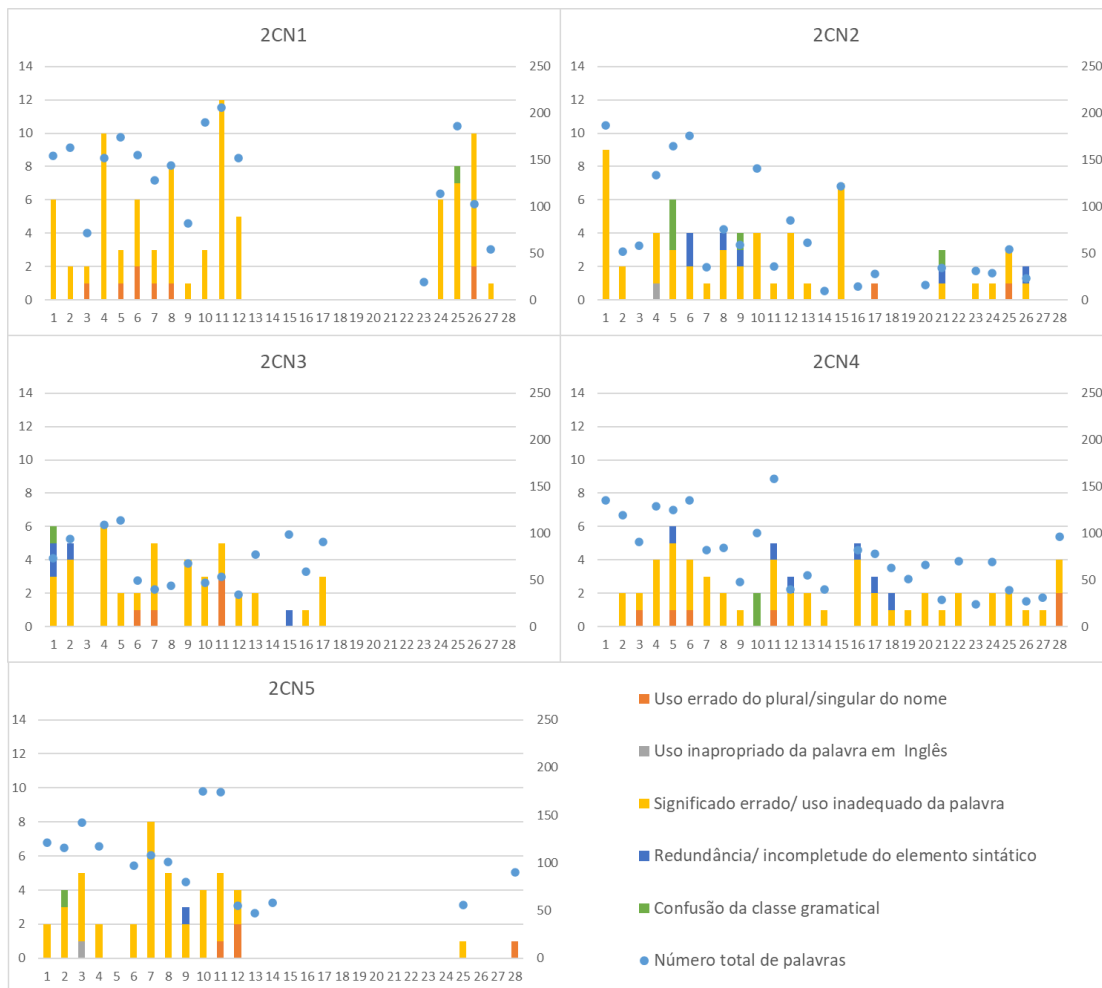 2CN1
14 12 10 8 6 4 2 0
250 200 150 100 50 0
1 2 3 4 5 6 7 8 9 10 11 12 13 14 15 16 17 18 19 20 21 22 23 24 25 26 27 28
2CN2
14 12 10 8 6 4 2 0
250 200 150 100 50 0
1 2 3 4 5 6 7 8 9 10 11 12 13 14 15 16 17 18 19 20 21 22 23 24 25 26 28
2CN3
14 12 10 8 6 4 2 0
250 200 150 100 50 0
1 2 3 4 5 6 7 8 9 10 11 12 13 14 15 16 17 18 19 20 21 22 23 24 25 26 27 28
2CN4
14 12 10 8 6 4 2 0
250 200 150 100 50 0
1 2 3 4 5 6 7 8 9 10 11 12 13 14 15 16 17 18 19 20 21 22 23 24 25 26 27 28
2CN5
14 12 10 8 6 4 2 0
250 200 150 100 50 0
1 2 3 4 5 6 7 8 9 10 11 12 13 14 15 16 17 18 19 20 21 22 23 24 25 26 27 28
Uso errado do plural/singular do nome
Uso inapropriado da palavra em Inglês
Significado errado/ uso inadequado da palavra
Redundância/ incompletude do elemento sintático
Confusão da classe gramatical
Número total de palavras